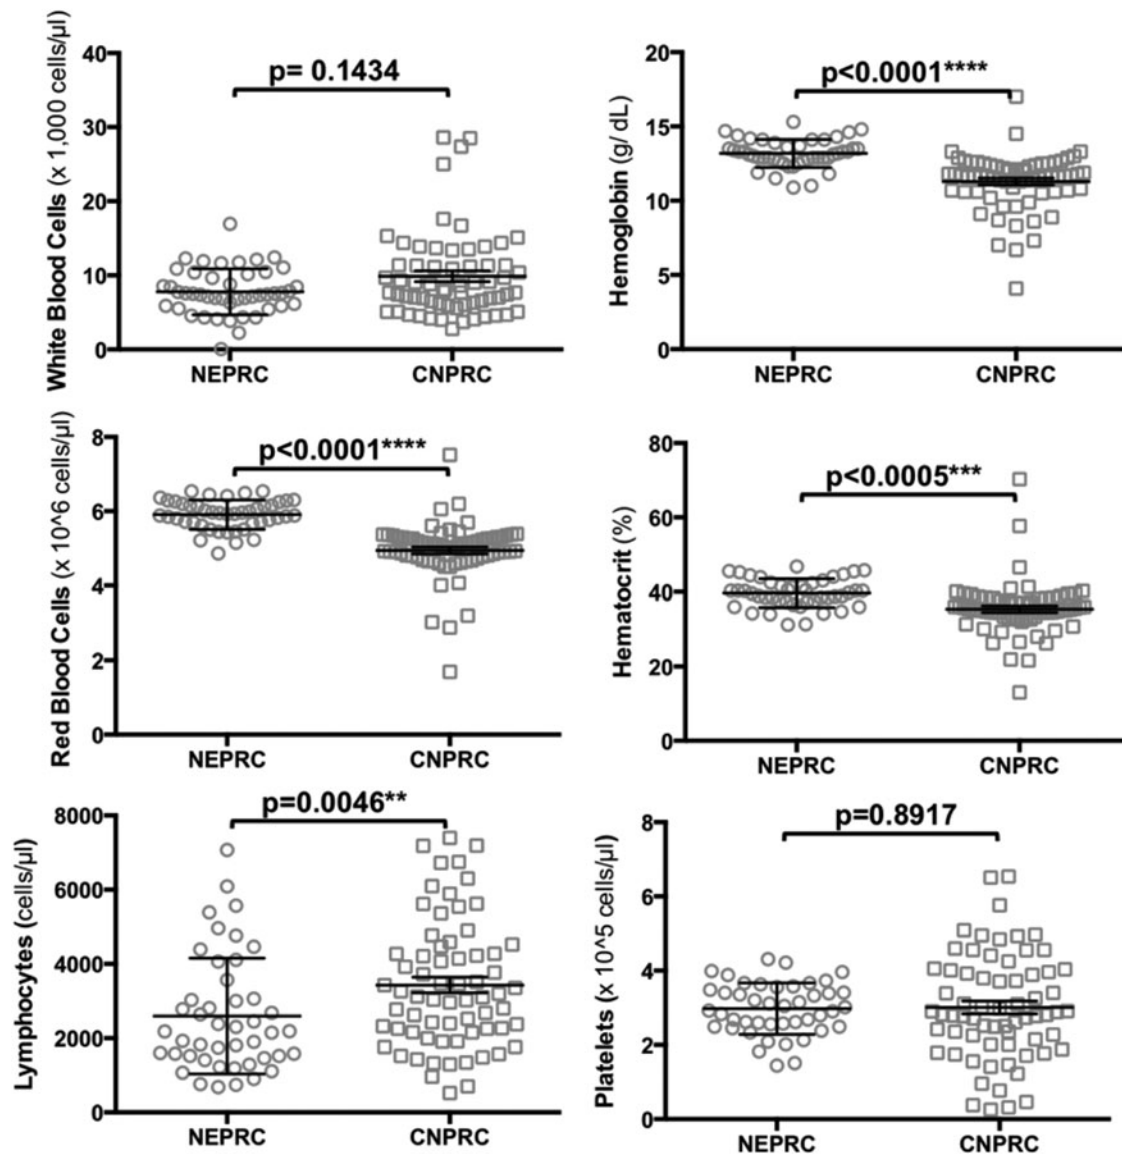 White Blood Cells (x 1,000 cells/µl)
40
30
20
10
0
p= 0.1434
NEPRC
CNPRC
Hemoglobin (g/ dL)
20
15
10
5
0
p<0.0001****
NEPRC
CNPRC
Red Blood Cells (x 10^6 cells/µl)
8
6
4
2
0
p<0.0001****
NEPRC
CNPRC
Hematocrit (%)
80
60
40
20
0
p<0.0005***
NEPRC
CNPRC
Lymphocytes (cells/µl)
8000
6000
4000
2000
0
p=0.0046**
NEPRC
CNPRC
Platelets (x 10^5 cells/µl)
8
6
4
2
0
p=0.8917
NEPRC
CNPRC